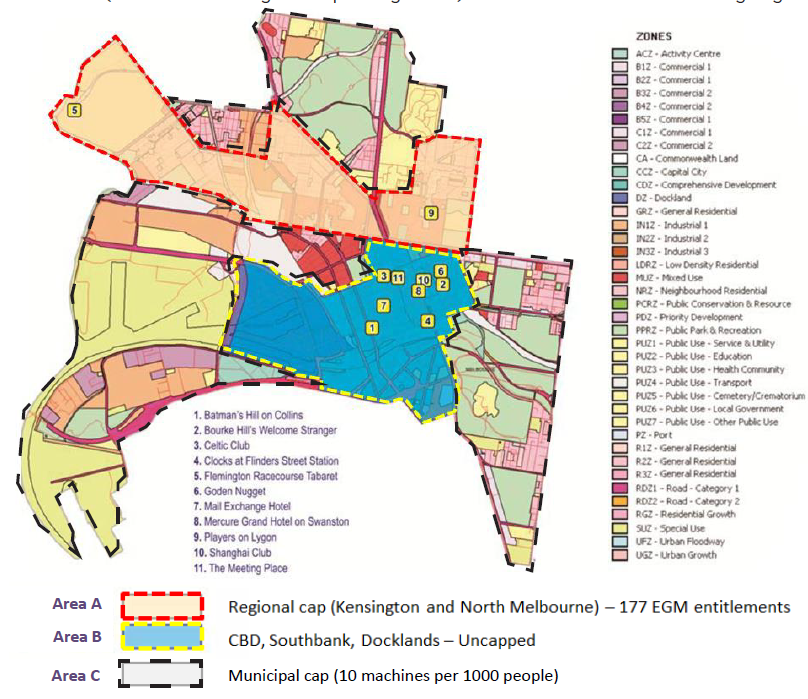 ZONES
ACZ - Activity Centre
B1Z - Commercial 1
B2Z - Commercial 1
B3Z - Commercial 2
B4Z - Commercial 2
B5Z - Commercial 1
C1Z - Commercial 1
C2Z - Commercial 2
CA - Commonwealth Land
CCZ - Capital City
CDZ - Comprehensive Development
DZ - Dockland
GRZ - General Residential
IN1Z - Industrial 1
IN2Z - Industrial 2
IN3Z - Industrial 3
LDRZ - Low Density Residential
MUZ - Mixed Use
NRZ - Neighbourhood Residential
PCRZ - Public Conservation & Resource
PDZ - Priority Development
PPRZ - Public Park & Recreation
PUZ1 - Public Use - Service & Utility
PUZ2 - Public Use - Education
PUZ3 - Public Use - Health Community
PUZ4 - Public Use - Transport
PUZ5 - Public Use - Cemetery/Crematorium
PUZ6 - Public Use - Local Government
PUZ7 - Public Use - Other Public Use
PZ - Port
R1Z - General Residential
R2Z - General Residential
R3Z - General Residential
RDZ1 - Road - Category 1
RDZ2 - Road - Category 2
RGZ - Residential Growth
SUZ - Special Use
UFZ - Urban Floodway
UGZ - Urban Growth
5
9
3
11
10
6
2
8
7
1
4
1. Batman's Hill on Collins
2. Bourke Hill's Welcome Stranger
3. Celtic Club
4. Clocks at Flinders Street Station
5. Flemington Racecourse Tabaret
6. Goden Nugget
7. Mail Exchange Hotel
8. Mercure Grand Hotel on Swanston
9. Players on Lygon
10. Shanghai Club
11. The Meeting Place
Area A Regional cap (Kensington and North Melbourne) – 177 EGM entitlements
Area B CBD, Southbank, Docklands – Uncapped
Area C Municipal cap (10 machines per 1000 people)